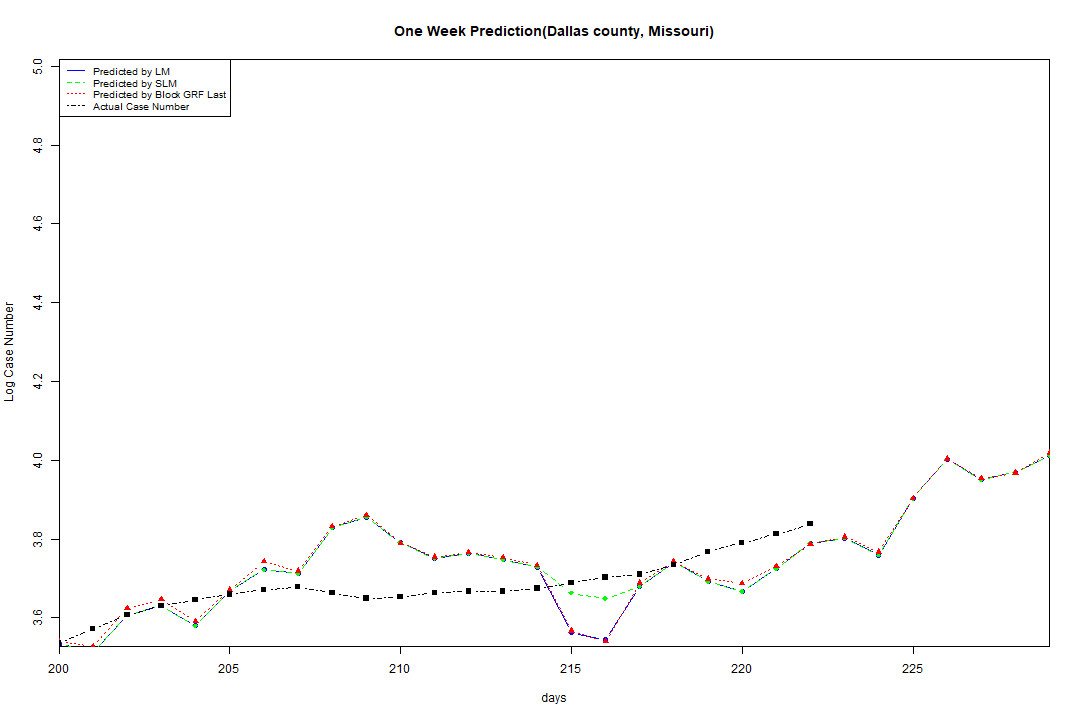 One Week Prediction(Dallas county, Missouri)
Predicted by LM
Predicted by SLM
Predicted by Block GRF Last
Actual Case Number
Log Case Number
5.0
4.8
4.6
4.4
4.2
4.0
3.8
3.6
200 205 210 215 220 225
days